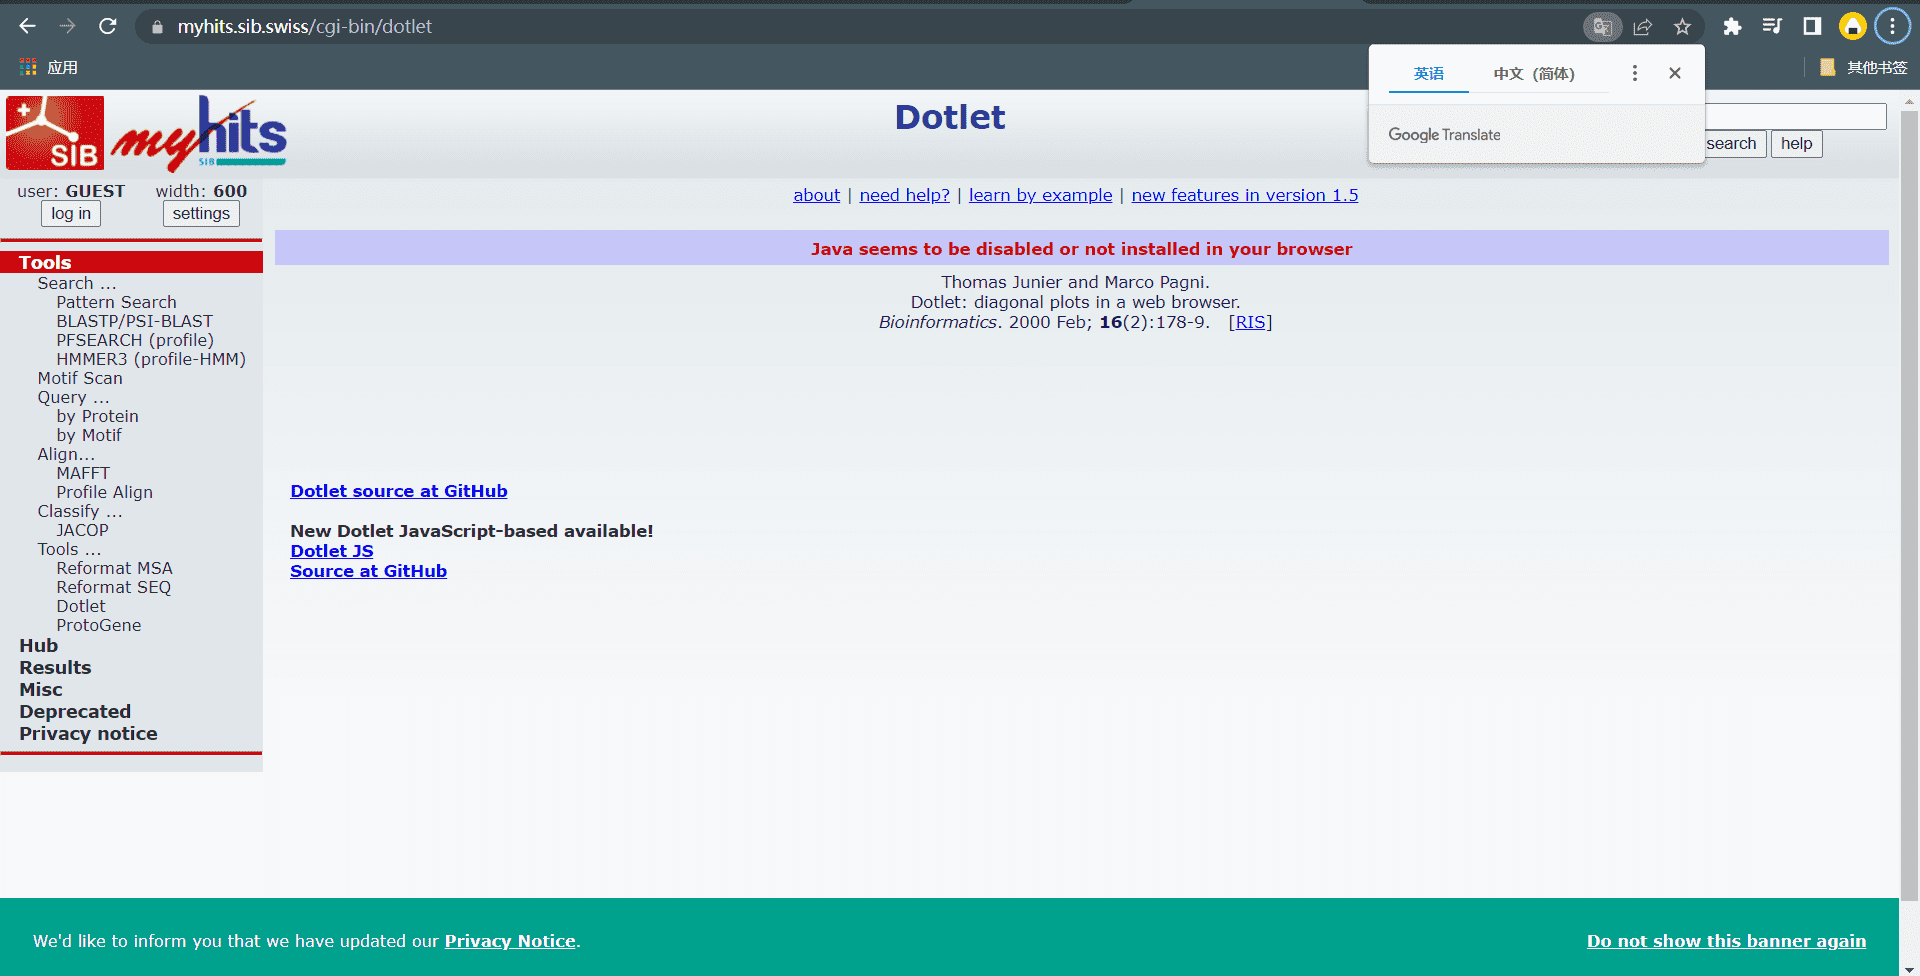 myhits.sib.swiss/cgi-bin/dotlet
应用
其他书签
英语
中文（简体）
Google Translate
SIB
myhits
SIB
Dotlet
search
help
user: GUEST
width: 600
log in
settings
about | need help? | learn by example | new features in version 1.5
Java seems to be disabled or not installed in your browser
Thomas Junier and Marco Pagni.
Dotlet: diagonal plots in a web browser.
Bioinformatics. 2000 Feb; 16(2):178-9. [RIS]
Tools
Search ...
Pattern Search
BLASTP/PSI-BLAST
PFSEARCH (profile)
HMMER3 (profile-HMM)
Motif Scan
Query ...
by Protein
by Motif
Align...
MAFFT
Profile Align
Classify ...
JACOP
Tools ...
Reformat MSA
Reformat SEQ
Dotlet
ProtoGene
Hub
Results
Misc
Deprecated
Privacy notice
Dotlet source at GitHub
New Dotlet JavaScript-based available!
Dotlet JS
Source at GitHub
We'd like to inform you that we have updated our Privacy Notice.
Do not show this banner again